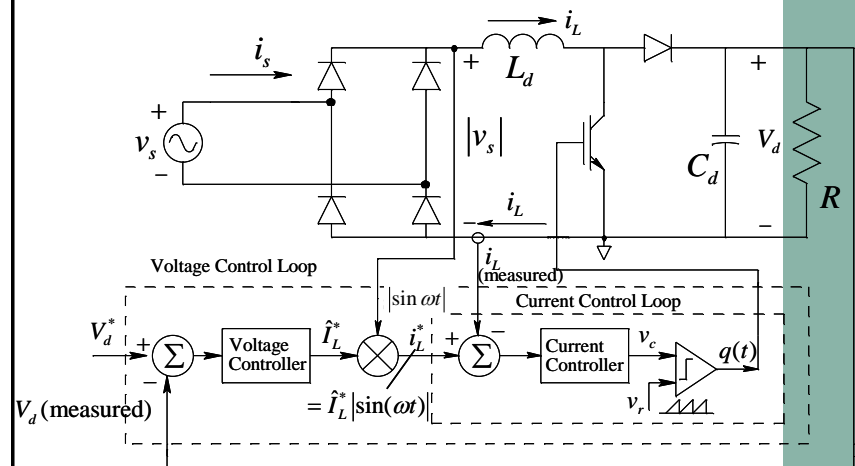 i_L
i_s
+
L_d
+
+
v_s
|v_s|
V_d
C_d
−
R
−
i_L
−
i_L
(measured)
Voltage Control Loop
|sin ωt|
Current Control Loop
V_d^*
+
Σ
−
Voltage
Controller
Î_L^*
i_L^*
+
−
Σ
Current
Controller
v_c
q(t)
v_r
V_d (measured)
= Î_L^* |sin(ωt)|